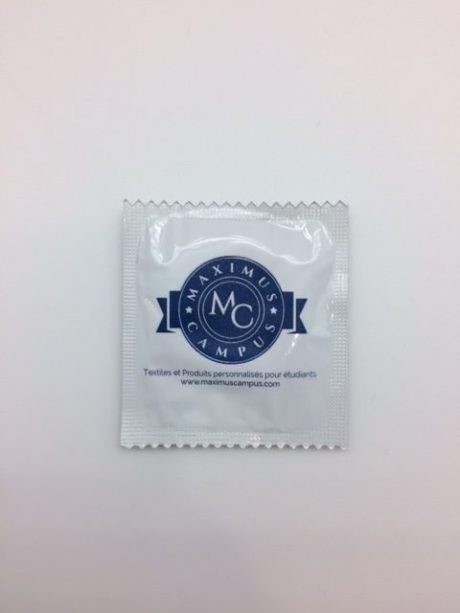 MAXIMUS
MC
CAMPUS
Textiles et Produits personnalisés pour étudiants
www.maximuscampus.com